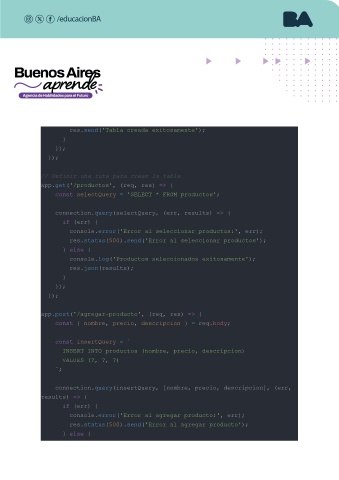 /educacionBA
BA
Buenos Aires
aprende
Agencia de Habilidades para el Futuro
res.send('Tabla creada exitosamente');
}
});
});
// Definir una ruta para crear la tabla
app.get('/productos', (req, res) => {
const selectQuery = 'SELECT * FROM productos';
connection.query(selectQuery, (err, results) => {
if (err) {
console.error('Error al seleccionar productos:', err);
res.status(500).send('Error al seleccionar productos');
} else {
console.log('Productos seleccionados exitosamente');
res.json(results);
}
});
});
app.post('/agregar-producto', (req, res) => {
const { nombre, precio, descripcion } = req.body;
const insertQuery = `
INSERT INTO productos (nombre, precio, descripcion)
VALUES (?, ?, ?)
`;
connection.query(insertQuery, [nombre, precio, descripcion], (err,
results) => {
if (err) {
console.error('Error al agregar producto:', err);
res.status(500).send('Error al agregar producto');
} else {